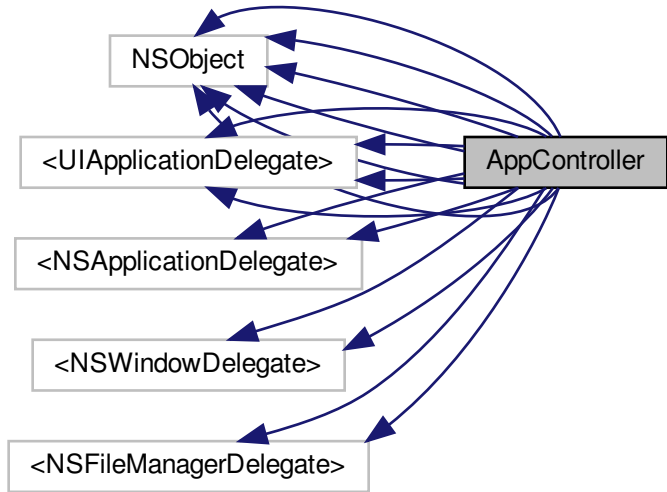 NSObject
<UIApplicationDelegate>
AppController
<NSApplicationDelegate>
<NSWindowDelegate>
<NSFileManagerDelegate>